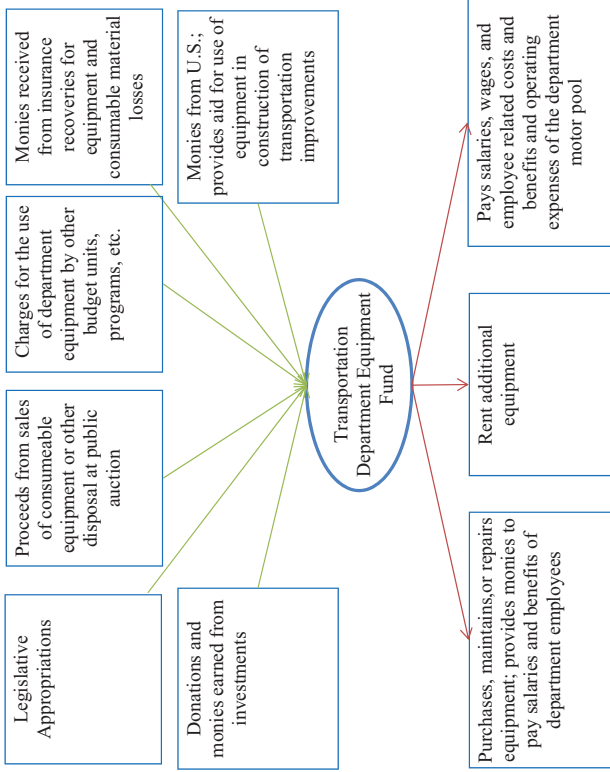 Legislative
Appropriations
Proceeds from sales
of consumeable
equipment or other
disposal at public
auction
Charges for the use
of department
equipment by other
budget units,
programs, etc.
Monies received
from insurance
recoveries for
equipment and
consumable material
losses
Donations and
monies earned from
investments
Monies from U.S.;
provides aid for use of
equipment in
construction of
transportation
improvements
Transportation
Department Equipment
Fund
Purchases, maintains,or repairs
equipment; provides monies to
pay salaries and benefits of
department employees
Rent additional
equipment
Pays salaries, wages, and
employee related costs and
benefits and operating
expenses of the department
motor pool